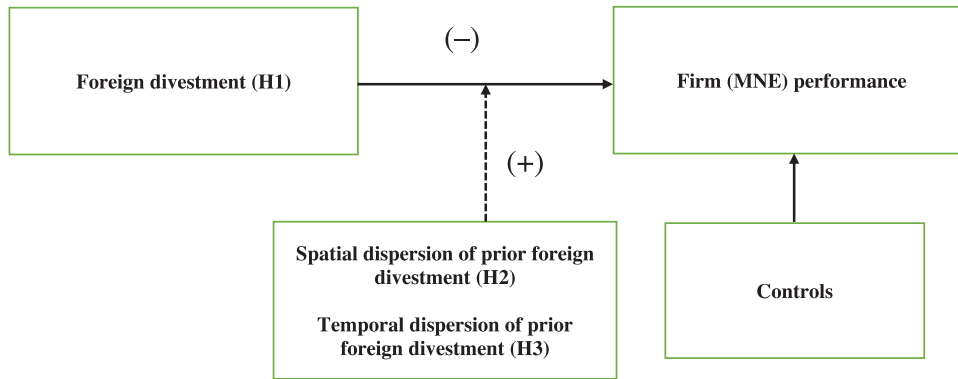 (−)
Foreign divestment (H1)
Firm (MNE) performance
(+)
Spatial dispersion of prior foreign
divestment (H2)
Temporal dispersion of prior
foreign divestment (H3)
Controls